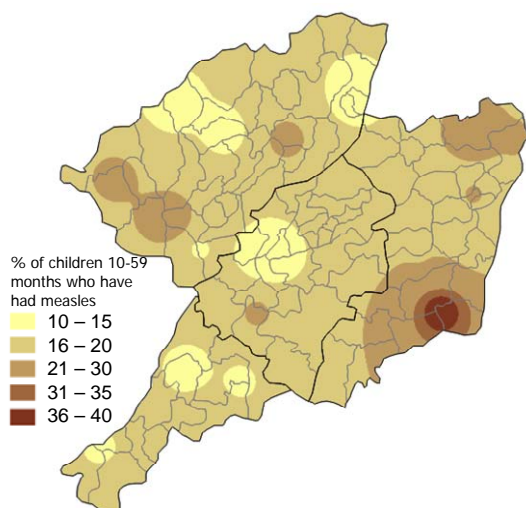 % of children 10-59
months who have
had measles
10 – 15
16 – 20
21 – 30
31 – 35
36 – 40